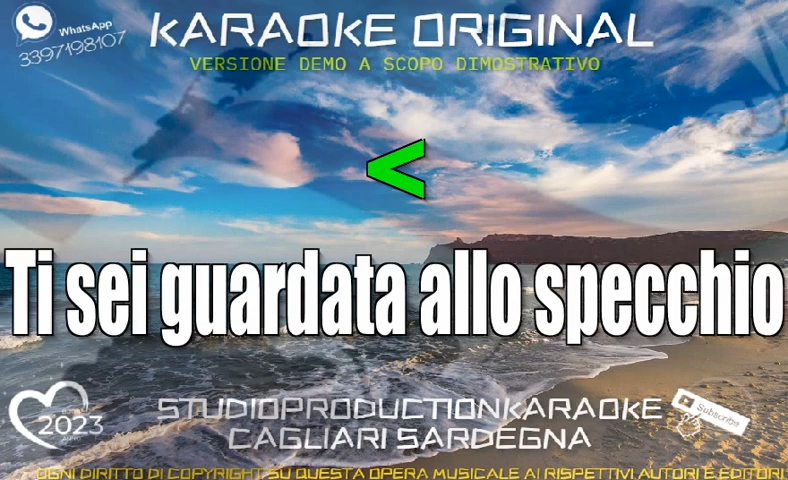 WhatsApp
3397198107
KARAOKE ORIGINAL
VERSIONE DEMO A SCOPO DIMOSTRATIVO
<
Ti sei guardata allo specchio
2023
STUDIOPRODUCTIONKARAOKE
CAGLIARI SARDEGNA
Subscribe
OGNI DIRITTO DI COPYRIGHT SU QUESTA OPERA MUSICALE AI RISPETTIVI AUTORI E EDITORI